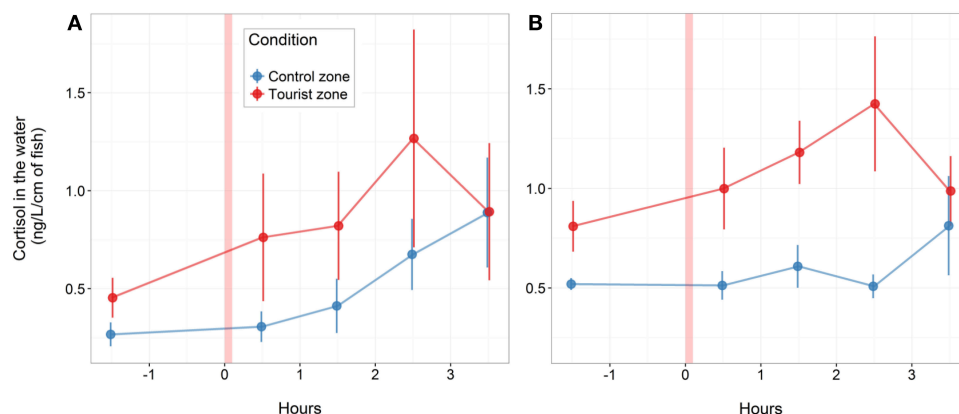 A
Condition
Control zone
Tourist zone
Cortisol in the water
(ng/L/cm of fish)
1.5
1.0
0.5
-1
0
1
2
3
Hours
B
1.5
1.0
0.5
-1
0
1
2
3
Hours